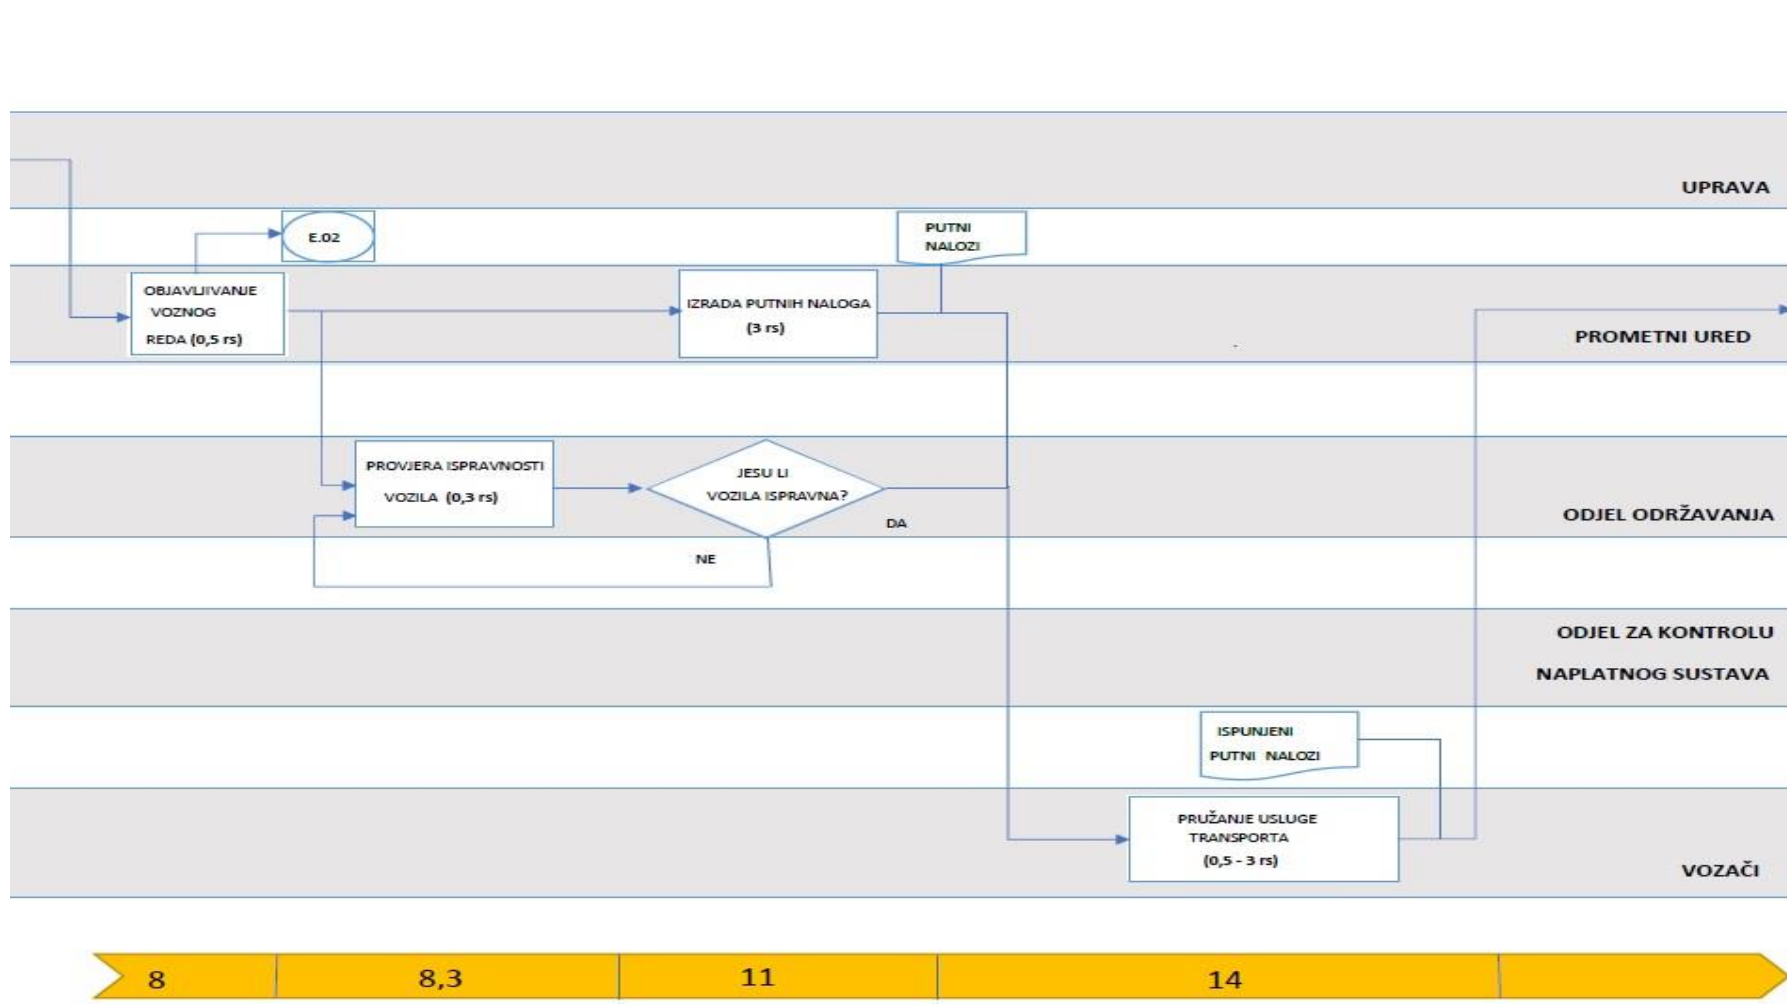 UPRAVA
E.02
PUTNI
NALOZI
OBJAVLJIVANJE
VOZNOG
REDA (0,5 rs)
IZRADA PUTNIH NALOGA
(3 rs)
PROMETNI URED
PROVJERA ISPRAVNOSTI
VOZILA (0,3 rs)
JESU LI
VOZILA ISPRAVNA?
DA
ODJEL ODRŽAVANJA
NE
ODJEL ZA KONTROLU
NAPLATNOG SUSTAVA
ISPUNJENI
PUTNI NALOZI
PRUŽANJE USLUGE
TRANSPORTA
(0,5 - 3 rs)
VOZAČI
8
8,3
11
14